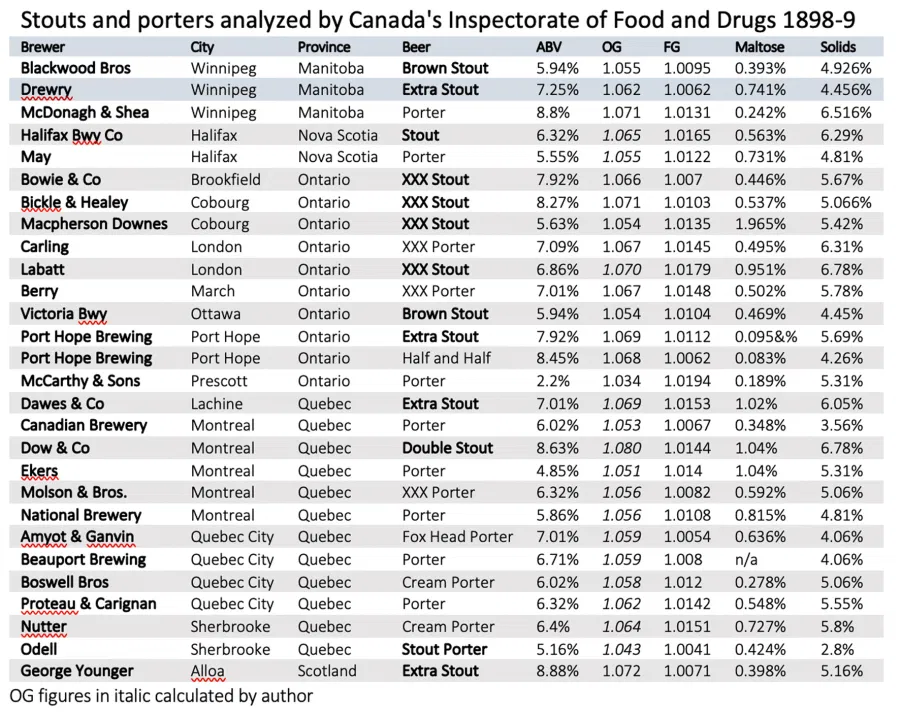 Stouts and porters analyzed by Canada's Inspectorate of Food and Drugs 1898-9
Brewer City Province Beer ABV OG FG Maltose Solids
Blackwood Bros Winnipeg Manitoba Brown Stout 5.94% 1.055 1.0095 0.393% 4.926%
Drewry Winnipeg Manitoba Extra Stout 7.25% 1.062 1.0062 0.741% 4.456%
McDonagh & Shea Winnipeg Manitoba Porter 8.8% 1.071 1.0131 0.242% 6.516%
Halifax Bwy Co Halifax Nova Scotia Stout 6.32% 1.065 1.0165 0.563% 6.29%
May Halifax Nova Scotia Porter 5.55% 1.055 1.0122 0.731% 4.81%
Bowie & Co Brookfield Ontario XXX Stout 7.92% 1.066 1.007 0.446% 5.67%
Bickle & Healey Cobourg Ontario XXX Stout 8.27% 1.071 1.0103 0.537% 5.066%
Macpherson Downes Cobourg Ontario XXX Stout 5.63% 1.054 1.0135 1.965% 5.42%
Carling London Ontario XXX Porter 7.09% 1.067 1.0145 0.495% 6.31%
Labatt London Ontario XXX Stout 6.86% 1.070 1.0179 0.951% 6.78%
Berry March Ontario XXX Porter 7.01% 1.067 1.0148 0.502% 5.78%
Victoria Bwy Ottawa Ontario Brown Stout 5.94% 1.054 1.0104 0.469% 4.45%
Port Hope Brewing Port Hope Ontario Extra Stout 7.92% 1.069 1.0112 0.095&% 5.69%
Port Hope Brewing Port Hope Ontario Half and Half 8.45% 1.068 1.0062 0.083% 4.26%
McCarthy & Sons Prescott Ontario Porter 2.2% 1.034 1.0194 0.189% 5.31%
Dawes & Co Lachine Quebec Extra Stout 7.01% 1.069 1.0153 1.02% 6.05%
Canadian Brewery Montreal Quebec Porter 6.02% 1.053 1.0067 0.348% 3.56%
Dow & Co Montreal Quebec Double Stout 8.63% 1.080 1.0144 1.04% 6.78%
Ekers Montreal Quebec Porter 4.85% 1.051 1.014 1.04% 5.31%
Molson & Bros. Montreal Quebec XXX Porter 6.32% 1.056 1.0082 0.592% 5.06%
National Brewery Montreal Quebec Porter 5.86% 1.056 1.0108 0.815% 4.81%
Amyot & Ganvin Quebec City Quebec Fox Head Porter 7.01% 1.059 1.0054 0.636% 4.06%
Beauport Brewing Quebec City Quebec Porter 6.71% 1.059 1.008 n/a 4.06%
Boswell Bros Quebec City Quebec Cream Porter 6.02% 1.058 1.012 0.278% 5.06%
Proteau & Carignan Quebec City Quebec Porter 6.32% 1.062 1.0142 0.548% 5.55%
Nutter Sherbrooke Quebec Cream Porter 6.4% 1.064 1.0151 0.727% 5.8%
Odell Sherbrooke Quebec Stout Porter 5.16% 1.043 1.0041 0.424% 2.8%
George Younger Alloa Scotland Extra Stout 8.88% 1.072 1.0071 0.398% 5.16%
OG figures in italic calculated by author